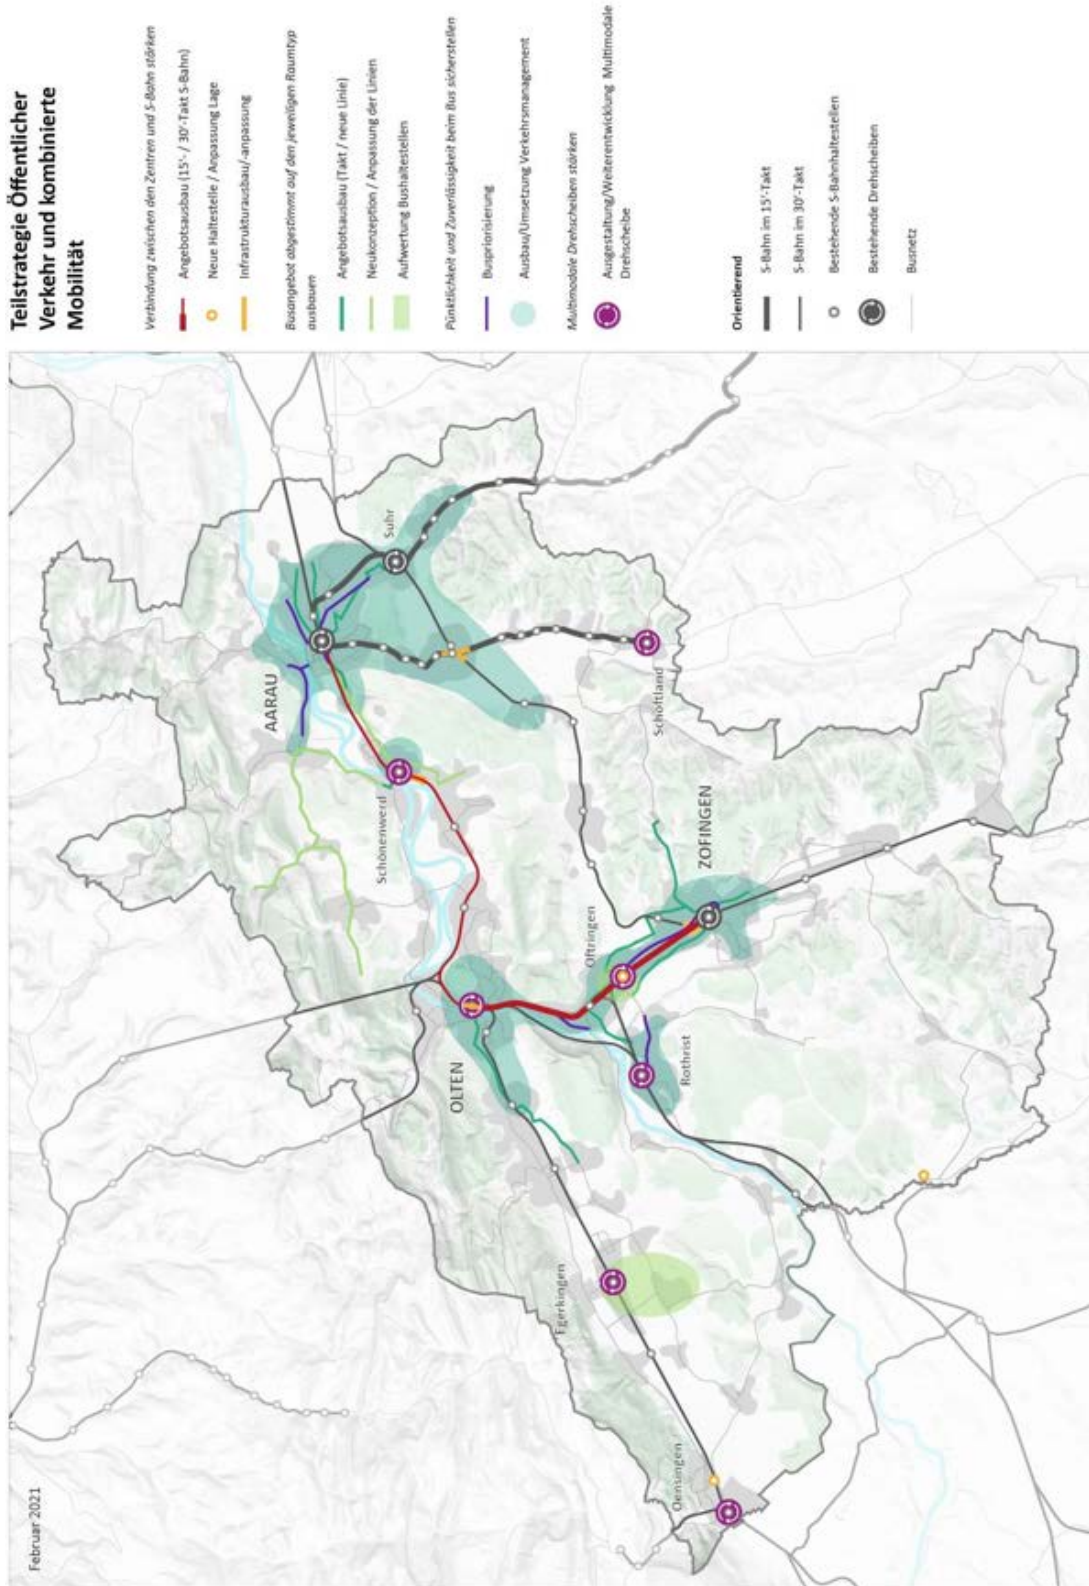 Teilstrategie Öffentlicher
Verkehr und kombinierte
Mobilität
Verbindung zwischen den Zentren und S-Bahn stärken
Angebotsausbau (15'- / 30'-Takt S-Bahn)
Neue Haltestelle / Anpassung Lage
Infrastrukturausbau/-anpassung
Busangebot abgestimmt auf den jeweiligen Raumtyp
ausbauen
Angebotsausbau (Takt / neue Linie)
Neukonzeption / Anpassung der Linien
Aufwertung Bushaltestellen
Pünktlichkeit und Zuverlässigkeit beim Bus sicherstellen
Buspriorisierung
Ausbau/Umsetzung Verkehrsmanagement
Multimodale Drehscheiben stärken
Ausgestaltung/Weiterentwicklung Multimodale
Drehscheibe
Orientierend
S-Bahn im 15'-Takt
S-Bahn im 30'-Takt
Bestehende S-Bahnhaltestellen
Bestehende Drehscheiben
Busnetz
Februar 2021
AARAU
Suhr
Schönenwerd
Schöftland
OLTEN
Oftringen
ZOFINGEN
Rothrist
Egerkingen
Oensingen